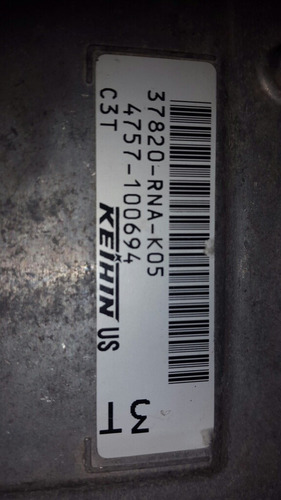 37820-RNA-K05
4757-100694
C3T
KEIHIN US
3T